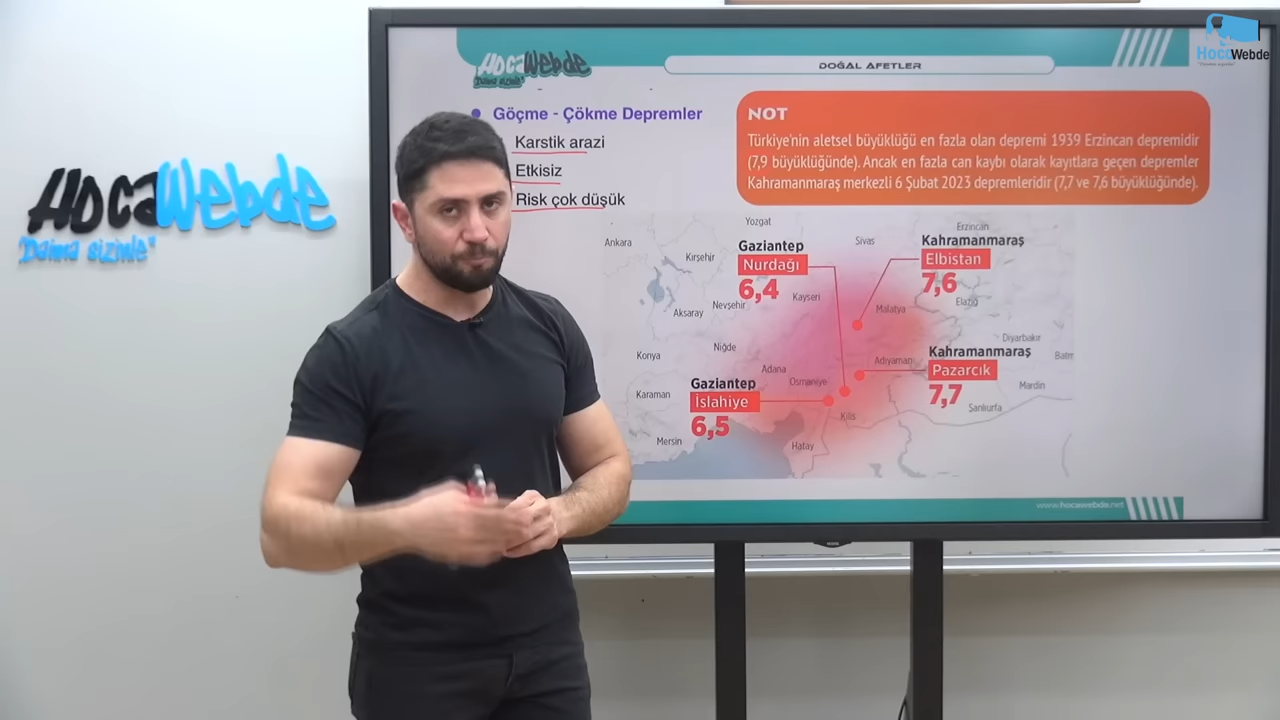 HocaWebde
"Daima sizinle"
HocaWebde
"Daima sizinle"
DOĞAL AFETLER
HocaWebde
Göçme - Çökme Depremler
Karstik arazi
Etkisiz
Risk çok düşük
NOT
Türkiye'nin aletsel büyüklüğü en fazla olan depremi 1939 Erzincan depremidir
(7,9 büyüklüğünde). Ancak en fazla can kaybı olarak kayıtlara geçen depremler
Kahramanmaraş merkezli 6 Şubat 2023 depremleridir (7,7 ve 7,6 büyüklüğünde).
Yozgat
Ankara
Sivas
Erzincan
Kırşehir
Gaziantep
Nurdağı
6,4
Kahramanmaraş
Elbistan
7,6
Aksaray
Nevşehir
Kayseri
Malatya
Elazığ
Konya
Niğde
Adana
Osmaniye
Adıyaman
Diyarbakır
Batm
Kahramanmaraş
Pazarcık
7,7
Mardin
Şanlıurfa
Karaman
Gaziantep
İslahiye
6,5
Kilis
Mersin
Hatay
www.hocawebde.net